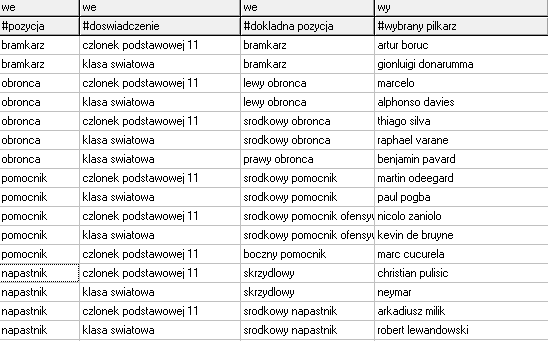 we we we wy
#pozycja #doswiadczenie #dokladna pozycja #wybrany pilkarz
bramkarz czlonek podstawowej 11 bramkarz artur boruc
bramkarz klasa swiatowa bramkarz gionluigi donarumma
obronca czlonek podstawowej 11 lewy obronca marcelo
obronca klasa swiatowa lewy obronca alphonso davies
obronca czlonek podstawowej 11 srodkowy obronca thiago silva
obronca klasa swiatowa srodkowy obronca raphael varane
obronca klasa swiatowa prawy obronca benjamin pavard
pomocnik czlonek podstawowej 11 srodkowy pomocnik martin odeegard
pomocnik klasa swiatowa srodkowy pomocnik paul pogba
pomocnik czlonek podstawowej 11 srodkowy pomocnik ofensyw nicolo zaniolo
pomocnik klasa swiatowa srodkowy pomocnik ofensyw kevin de bruyne
pomocnik czlonek podstawowej 11 boczny pomocnik marc cucurela
napastnik czlonek podstawowej 11 skrzydlowy christian pulisic
napastnik klasa swiatowa skrzydlowy neymar
napastnik czlonek podstawowej 11 srodkowy napastnik arkadiusz milik
napastnik klasa swiatowa srodkowy napastnik robert lewandowski